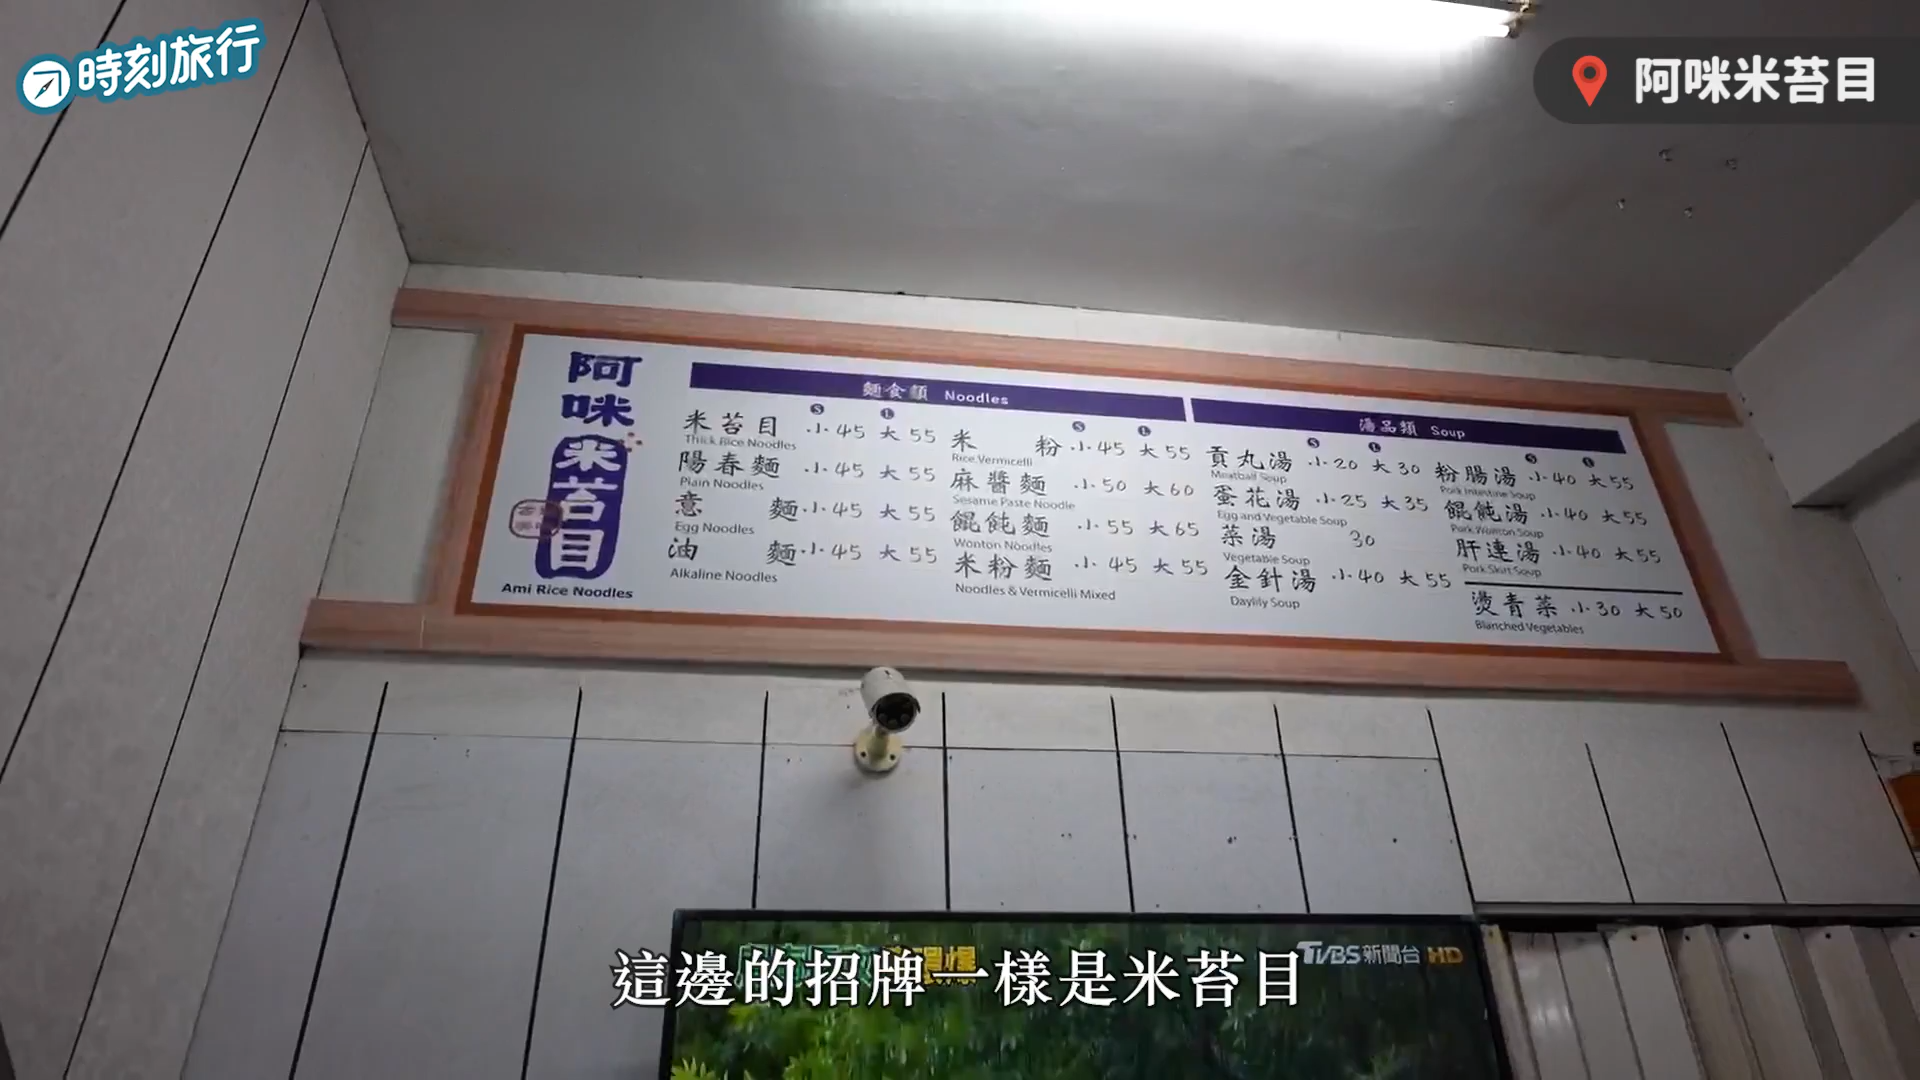 時刻旅行
阿咪米苔目
阿咪米苔目
Ami Rice Noodles
麵食類 Noodles
S L
米苔目 小45 大55
Thick Rice Noodles
陽春麵 小45 大55
Plain Noodles
意麵 小45 大55
Egg Noodles
油麵 小45 大55
Alkaline Noodles
S L
米粉 小45 大55
Rice Vermicelli
麻醬麵 小50 大60
Sesame Paste Noodle
餛飩麵 小55 大65
Wonton Noodles
米粉麵 小45 大55
Noodles & Vermicelli Mixed
湯品類 Soup
S L
貢丸湯 小20 大30
Meatball Soup
蛋花湯 小25 大35
Egg and Vegetable Soup
菜湯 30
Vegetable Soup
金針湯 小40 大55
Daylily Soup
S L
粉腸湯 小40 大55
Pork Intestine Soup
餛飩湯 小40 大55
Pork Wonton Soup
肝連湯 小40 大55
Pork Skirt Soup
燙青菜 小30 大50
Blanched Vegetables
TVBS新聞台 HD
這邊的招牌一樣是米苔目